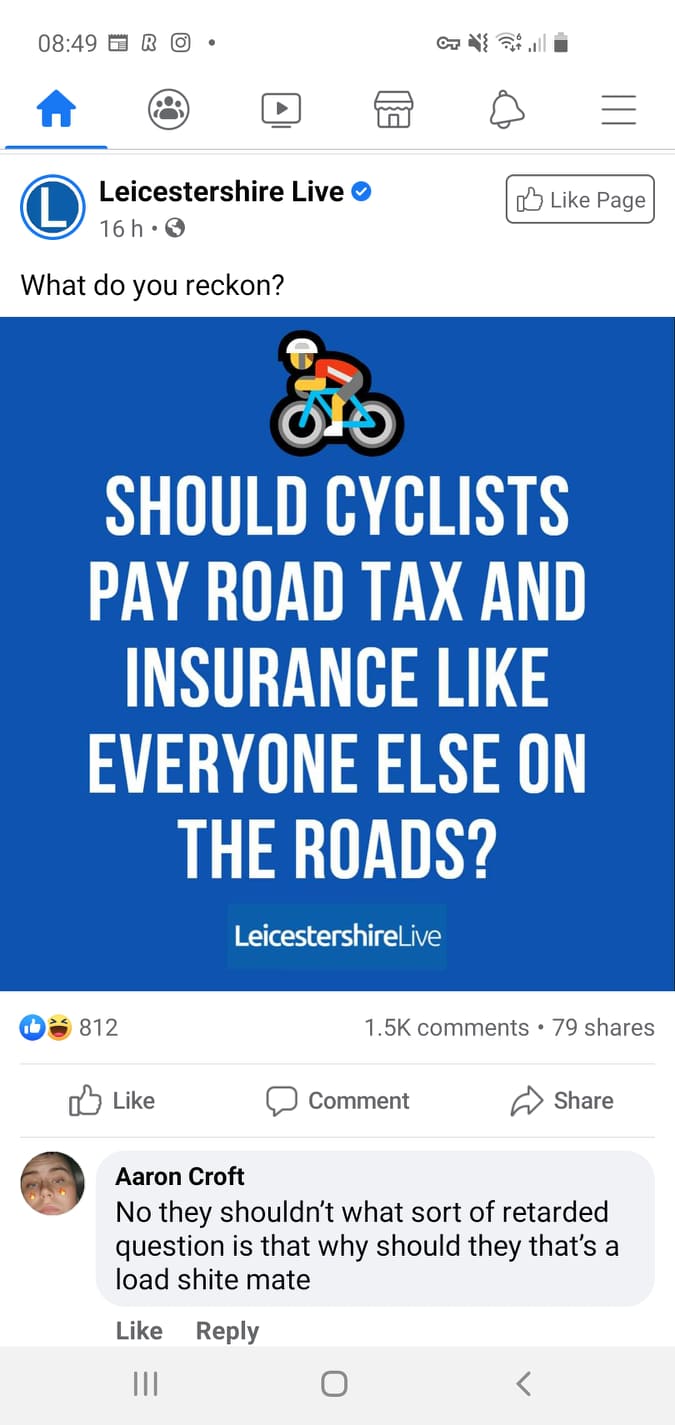 08:49
Leicestershire Live
Like Page
16 h •
What do you reckon?
SHOULD CYCLISTS
PAY ROAD TAX AND
INSURANCE LIKE
EVERYONE ELSE ON
THE ROADS?
LeicestershireLive
812
1.5K comments • 79 shares
Like
Comment
Share
Aaron Croft
No they shouldn’t what sort of retarded
question is that why should they that’s a
load shite mate
Like Reply